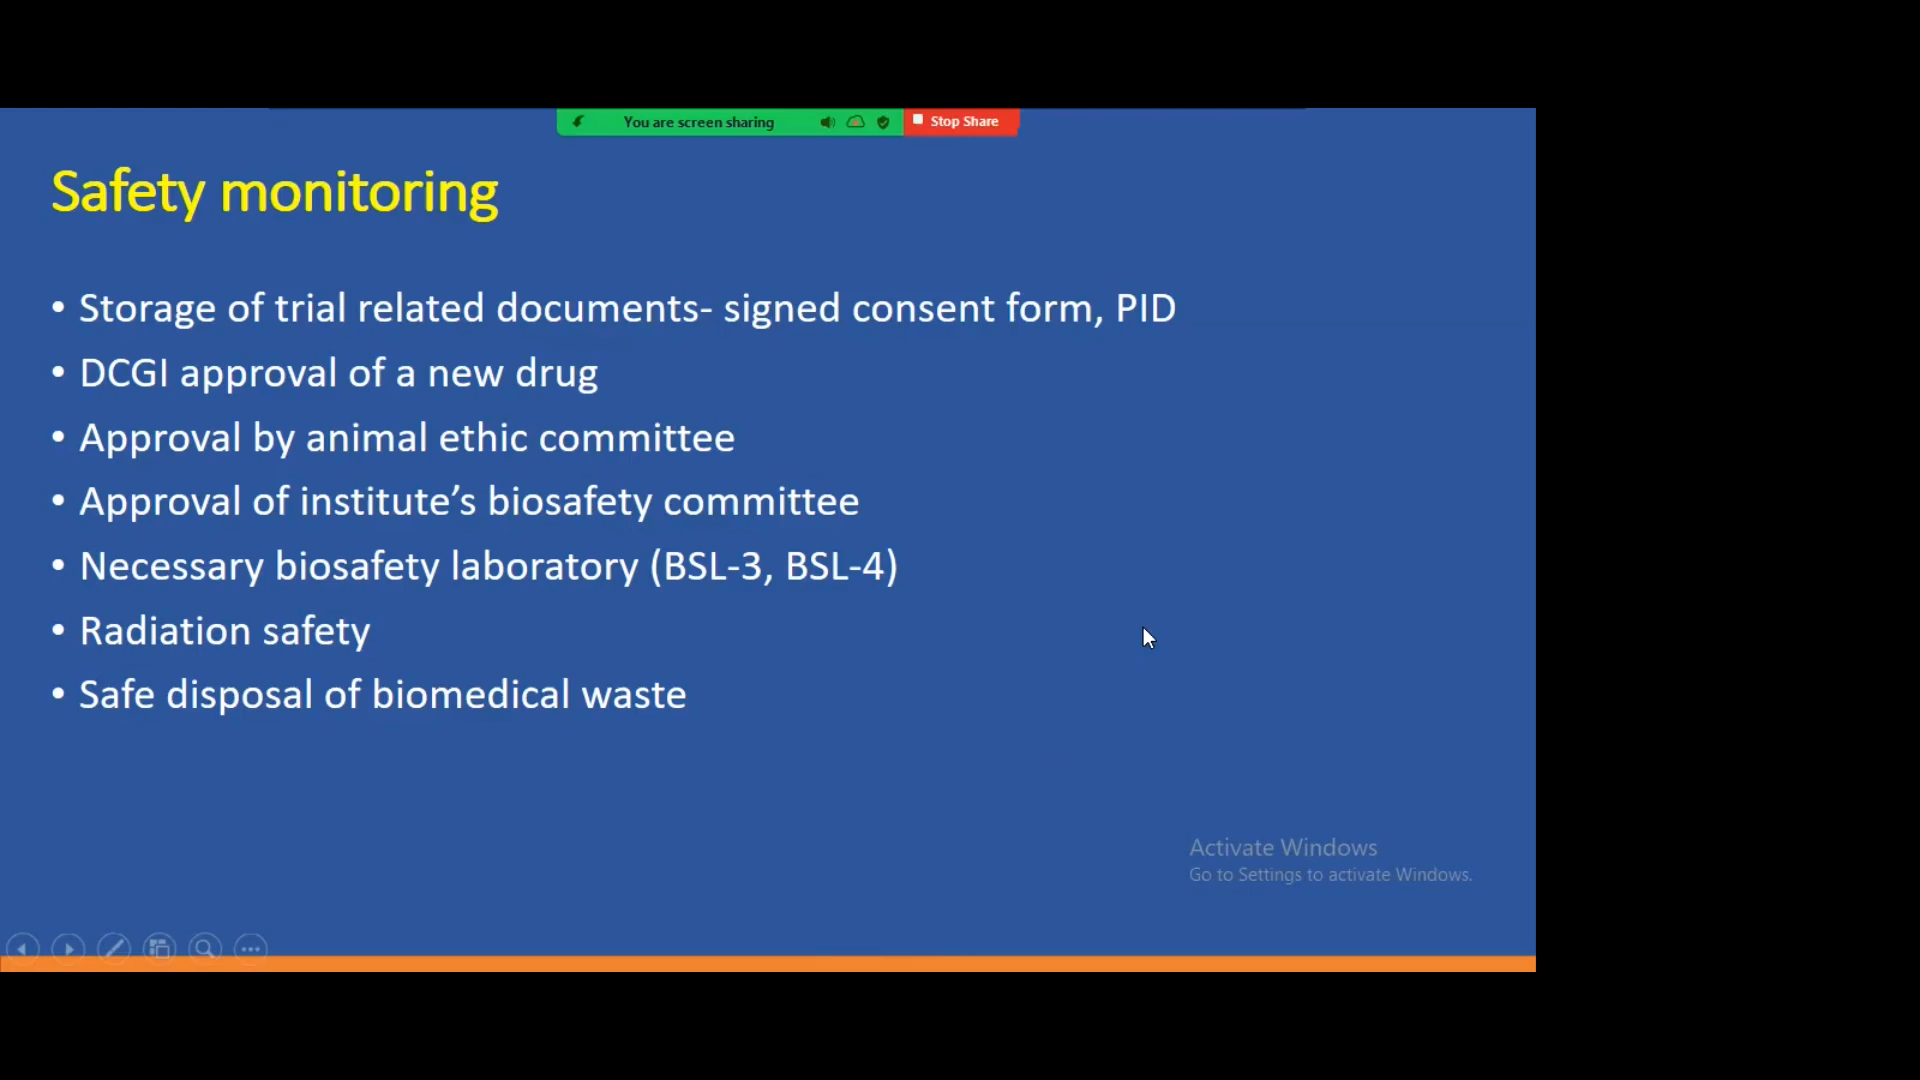 You are screen sharing
Stop Share
Safety monitoring
• Storage of trial related documents- signed consent form, PID
• DCGI approval of a new drug
• Approval by animal ethic committee
• Approval of institute’s biosafety committee
• Necessary biosafety laboratory (BSL-3, BSL-4)
• Radiation safety
• Safe disposal of biomedical waste
Activate Windows
Go to Settings to activate Windows.